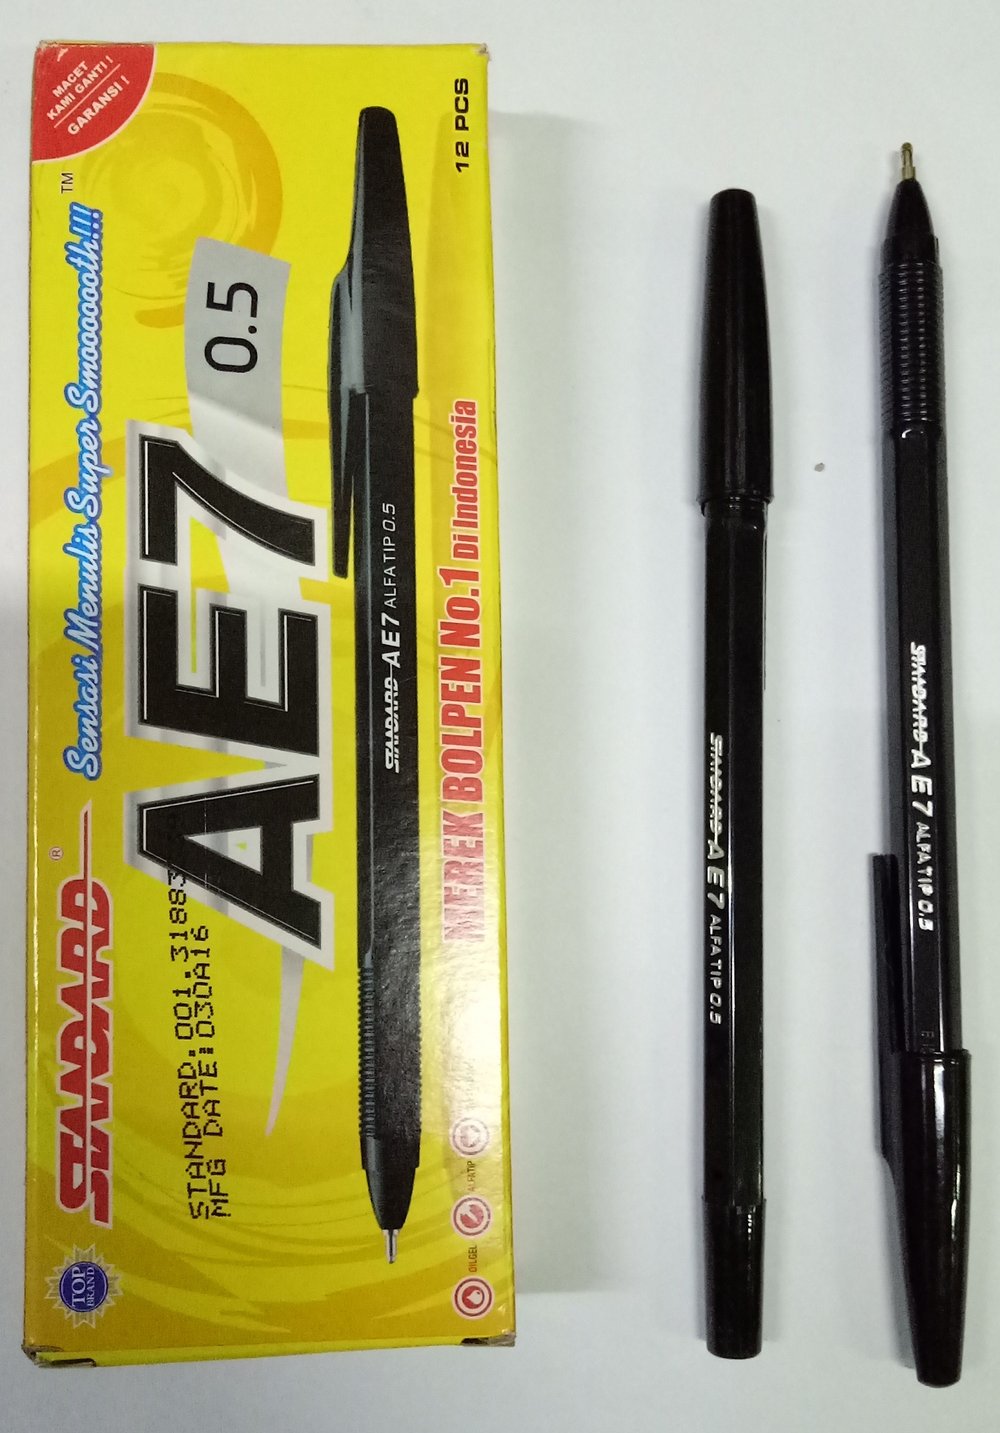 MACET
KAMI GANTI !
GARANSI !
STANDARD®
Sensasi Menulis Super Smooooooth!!!™
AE7
0.5
STANDARD.001.31883
MFG DATE:03OA16
STANDARD AE7 ALFATIP 0.5
MEREK BOLPEN No.1 Di Indonesia
12 PCS
TOP
BRAND
OILGEL
ALFATIP
STANDARD AE7 ALFATIP 0.5
STANDARD AE7 ALFATIP 0.5